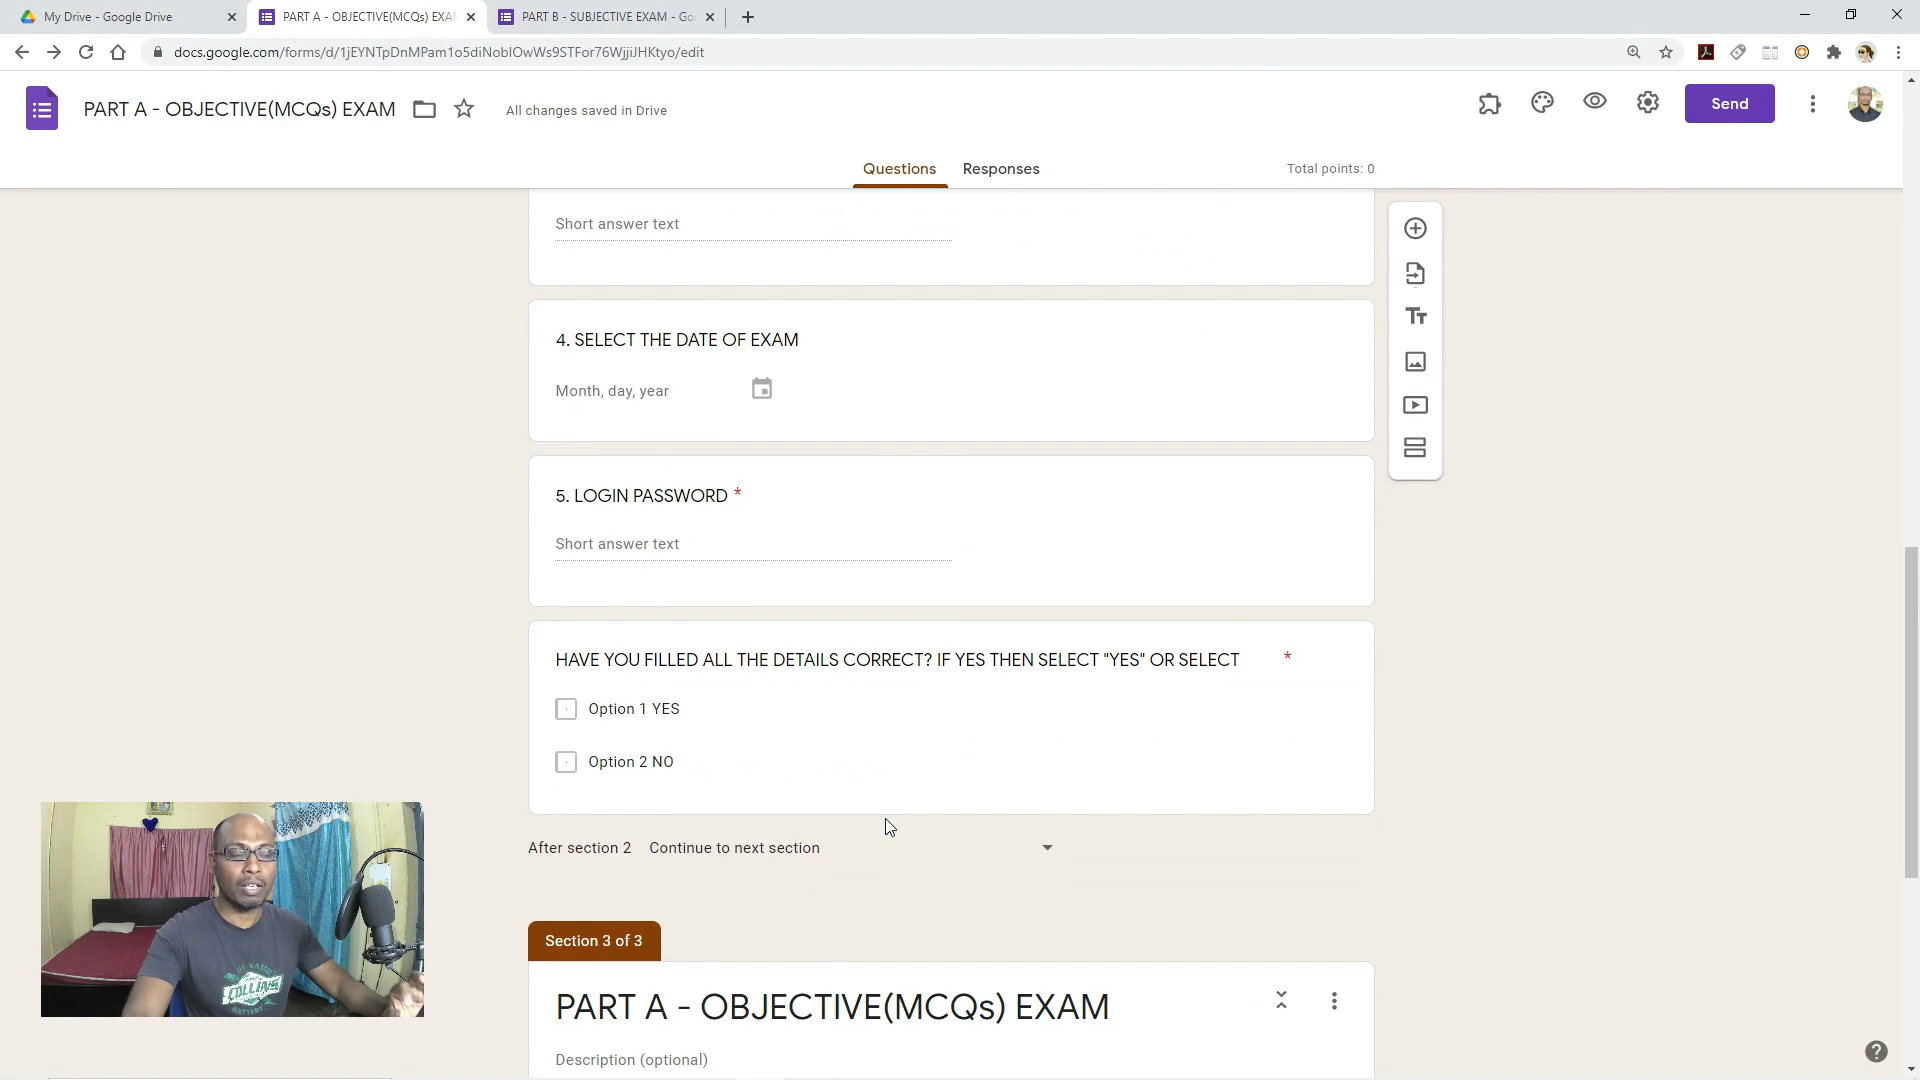 My Drive - Google Drive
PART A - OBJECTIVE(MCQs) EXA
PART B - SUBJECTIVE EXAM - Go
docs.google.com/forms/d/1jEYNTpDnMPam1o5diNoblOwWs9STFor76WjjiJHKtyo/edit
PART A - OBJECTIVE(MCQs) EXAM
All changes saved in Drive
Send
Questions
Responses
Total points: 0
Short answer text
4. SELECT THE DATE OF EXAM
Month, day, year
5. LOGIN PASSWORD *
Short answer text
HAVE YOU FILLED ALL THE DETAILS CORRECT? IF YES THEN SELECT "YES" OR SELECT *
Option 1 YES
Option 2 NO
After section 2 Continue to next section
Section 3 of 3
PART A - OBJECTIVE(MCQs) EXAM
Description (optional)
COLLINS
BATTERY